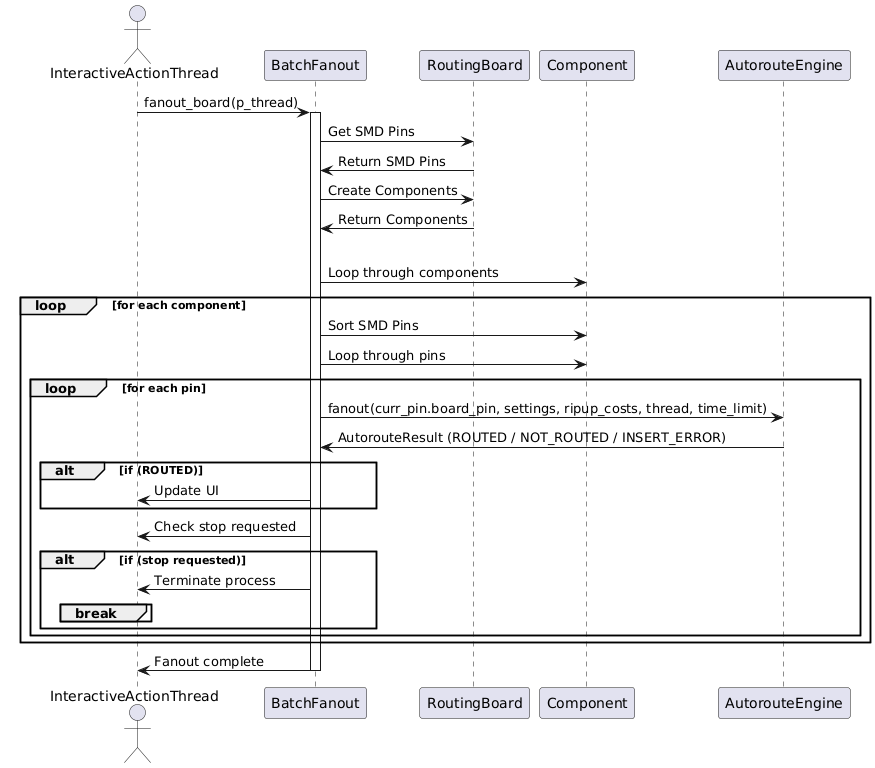 InteractiveActionThread
BatchFanout
RoutingBoard
Component
AutorouteEngine
fanout_board(p_thread)
Get SMD Pins
Return SMD Pins
Create Components
Return Components
Loop through components
loop [for each component]
Sort SMD Pins
Loop through pins
loop [for each pin]
fanout(curr_pin.board_pin, settings, ripup_costs, thread, time_limit)
AutorouteResult (ROUTED / NOT_ROUTED / INSERT_ERROR)
alt [if (ROUTED)]
Update UI
Check stop requested
alt [if (stop requested)]
Terminate process
break
Fanout complete
InteractiveActionThread
BatchFanout
RoutingBoard
Component
AutorouteEngine